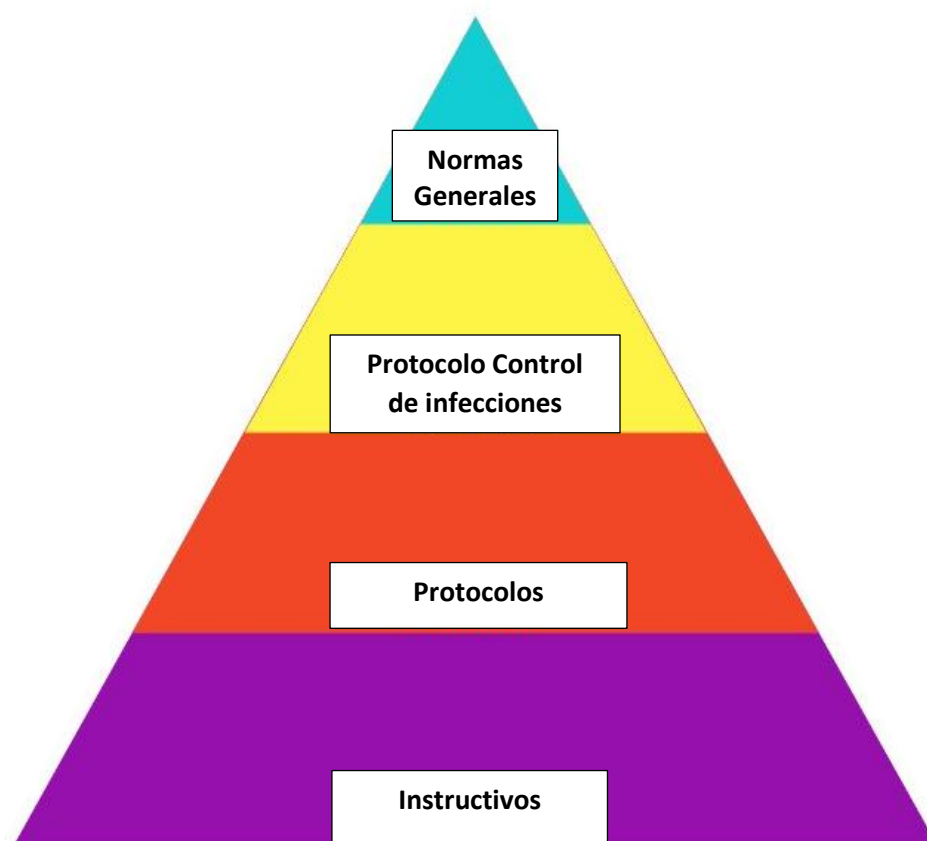 Normas
Generales
Protocolo Control
de infecciones
Protocolos
Instructivos